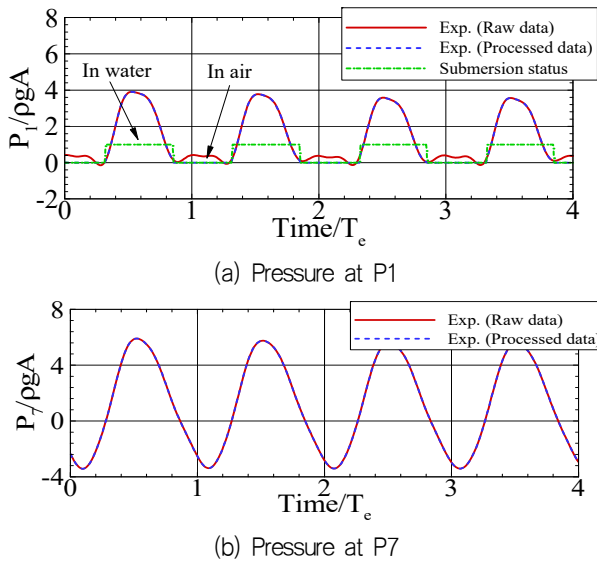 Exp. (Raw data)
Exp. (Processed data)
Submersion status
In water
In air
P₁/ρgA
8
6
4
2
0
-2
0 1 2 3 4
Time/Tₑ
(a) Pressure at P1
Exp. (Raw data)
Exp. (Processed data)
P₇/ρgA
8
4
0
-4
0 1 2 3 4
Time/Tₑ
(b) Pressure at P7